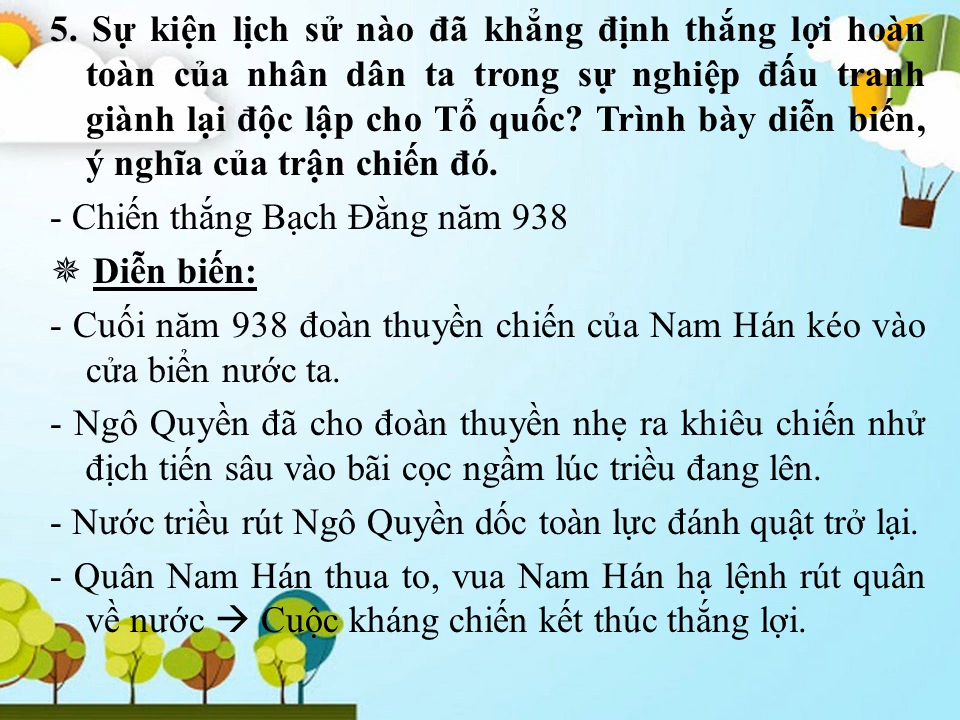 5. Sự kiện lịch sử nào đã khẳng định thắng lợi hoàn
toàn của nhân dân ta trong sự nghiệp đấu tranh
giành lại độc lập cho Tổ quốc? Trình bày diễn biến,
ý nghĩa của trận chiến đó.
- Chiến thắng Bạch Đằng năm 938
✵ Diễn biến:
- Cuối năm 938 đoàn thuyền chiến của Nam Hán kéo vào
cửa biển nước ta.
- Ngô Quyền đã cho đoàn thuyền nhẹ ra khiêu chiến nhử
địch tiến sâu vào bãi cọc ngầm lúc triều đang lên.
- Nước triều rút Ngô Quyền dốc toàn lực đánh quật trở lại.
- Quân Nam Hán thua to, vua Nam Hán hạ lệnh rút quân
về nước → Cuộc kháng chiến kết thúc thắng lợi.